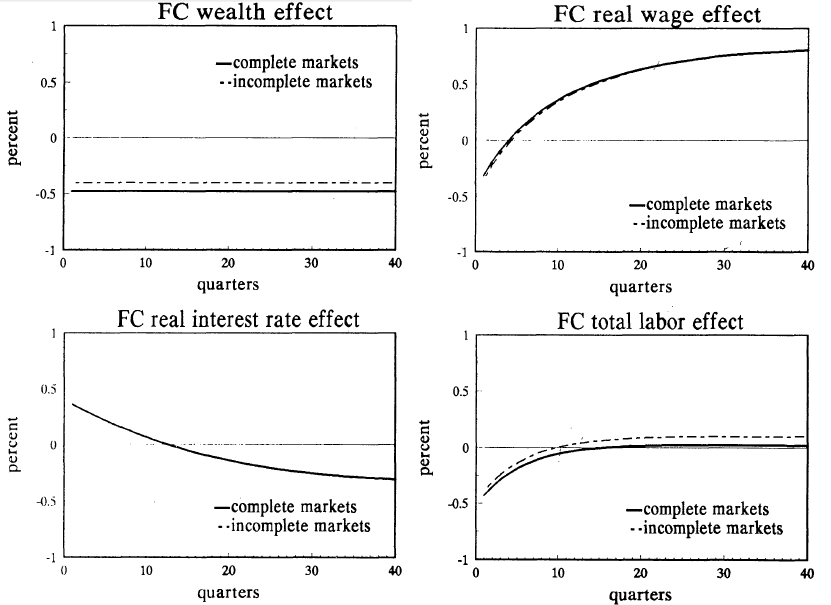 FC wealth effect
1
0.5
0
-0.5
-1
percent
complete markets
incomplete markets
0 10 20 30 40
quarters
FC real wage effect
1
0.5
0
-0.5
-1
percent
complete markets
incomplete markets
0 10 20 30 40
quarters
FC real interest rate effect
1
0.5
0
-0.5
-1
percent
complete markets
incomplete markets
0 10 20 30 40
quarters
FC total labor effect
1
0.5
0
-0.5
-1
percent
complete markets
incomplete markets
0 10 20 30 40
quarters